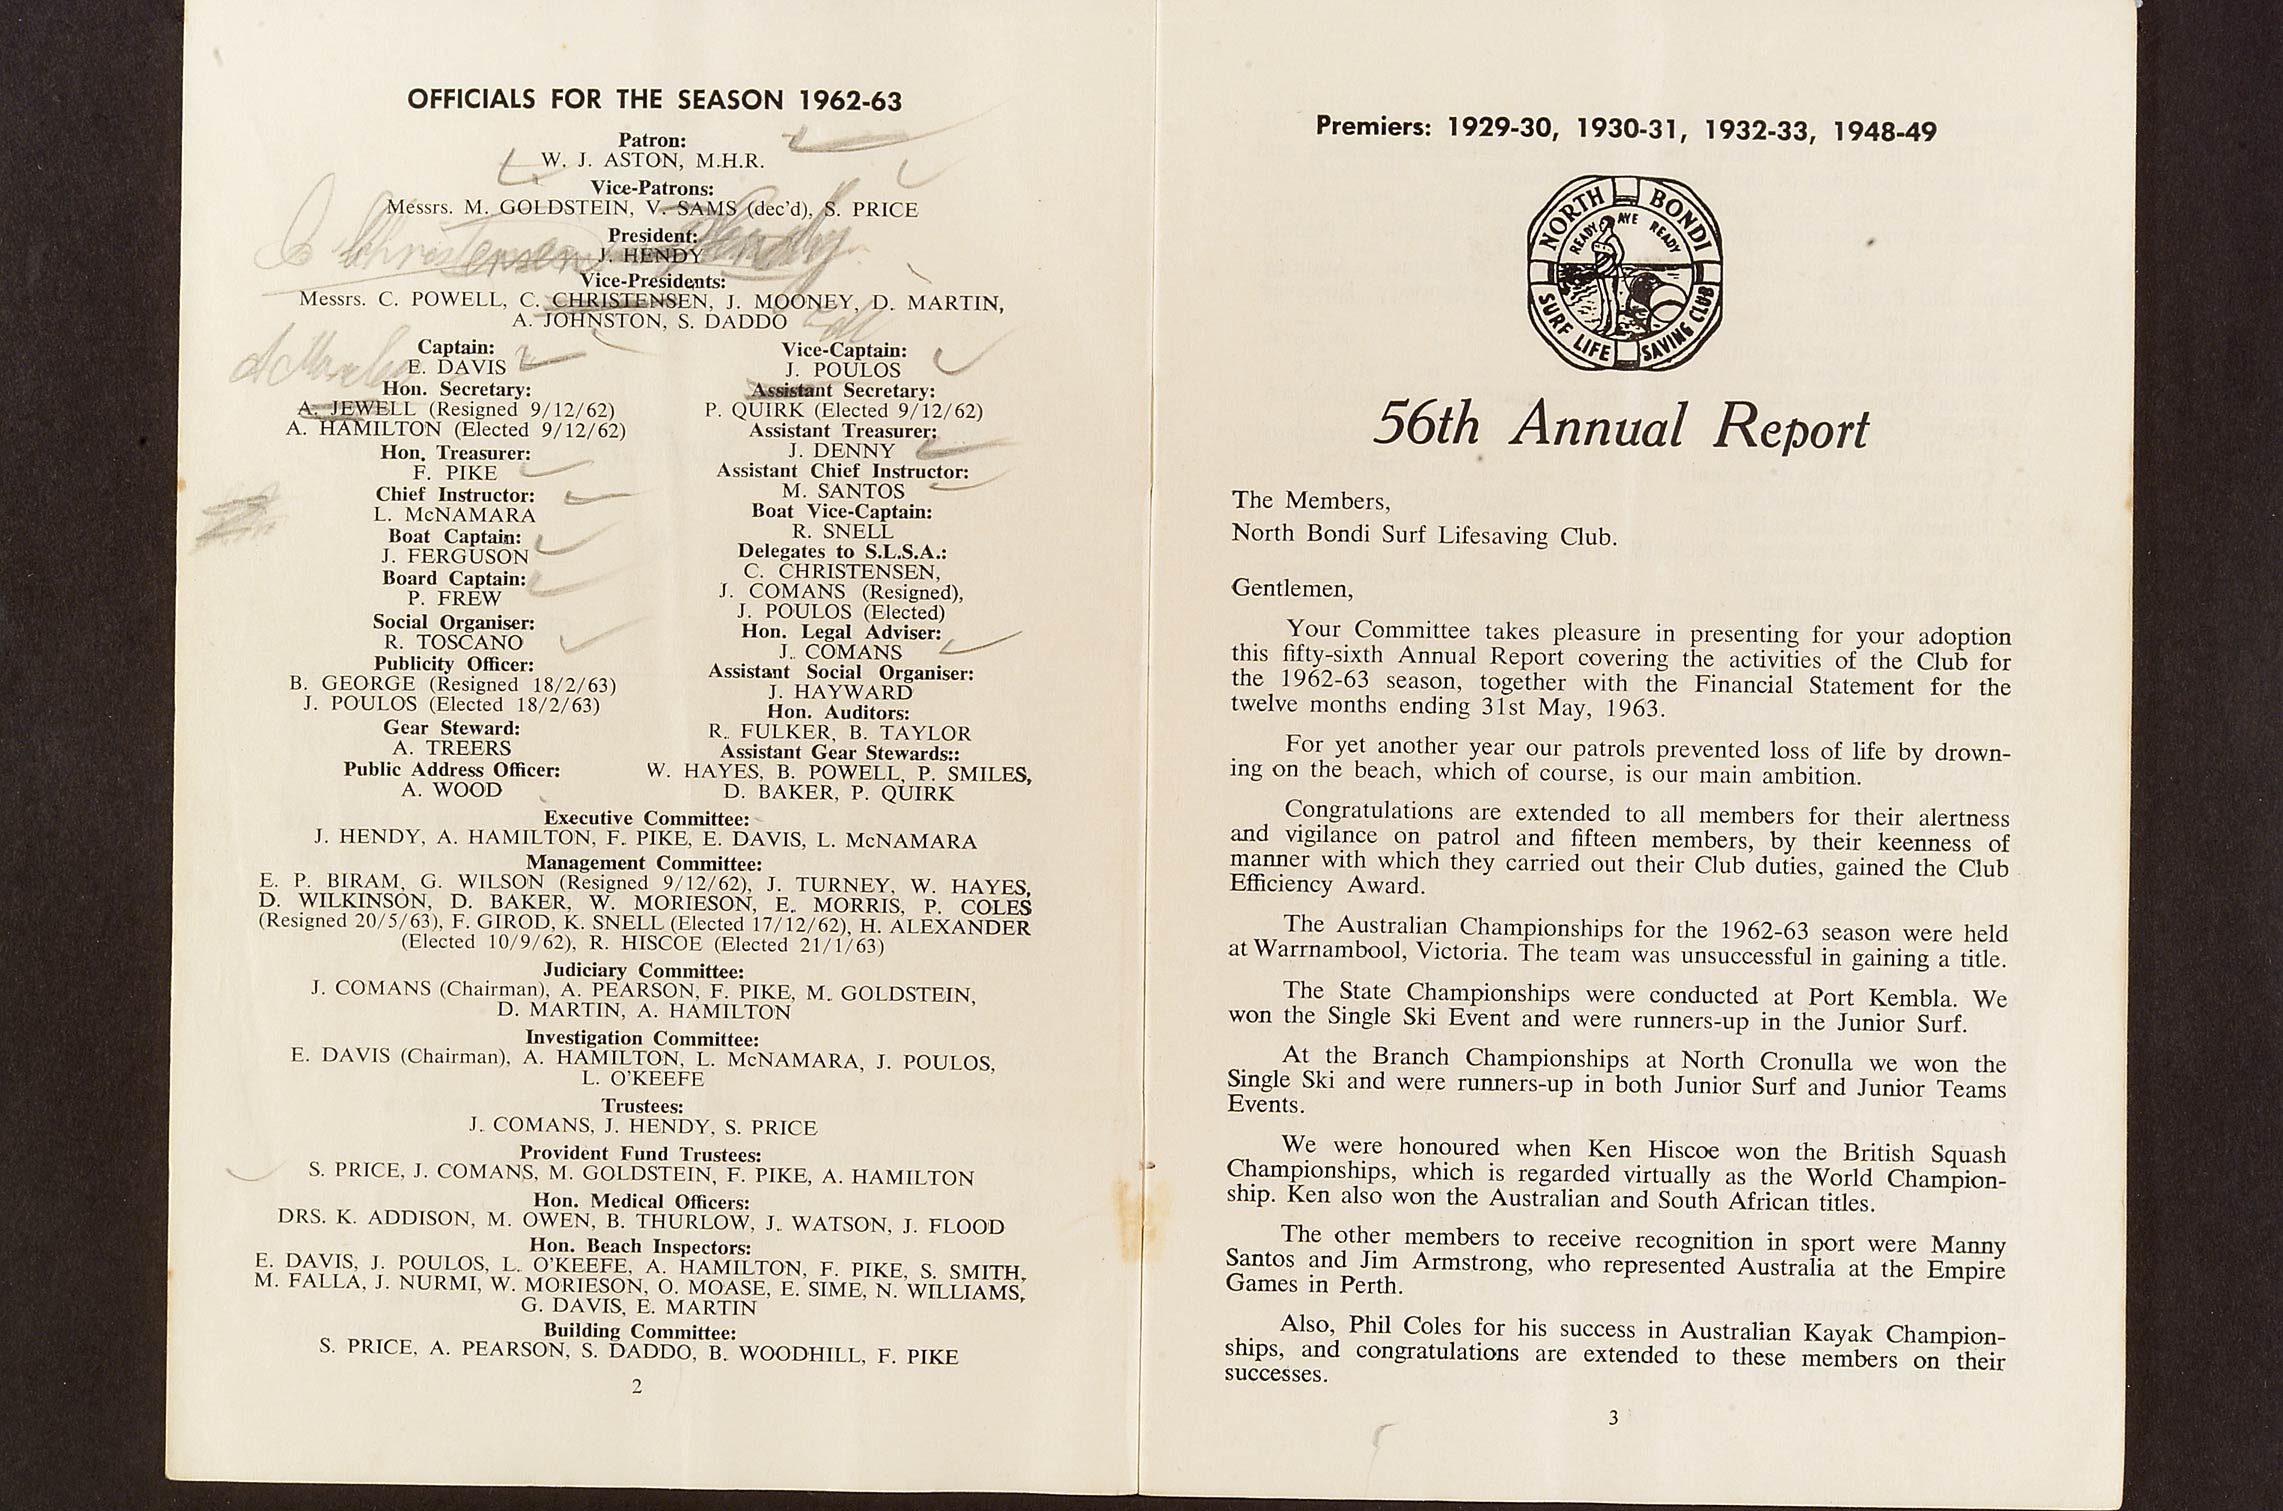 OFFICIALS FOR THE SEASON 1962-63
Patron:
W. J. ASTON, M.H.R.
Vice-Patrons:
Messrs. M. GOLDSTEIN, V. SAMS (dec'd), S. PRICE
President:
C Christensen Hendy
J. HENDY
Vice-Presidents:
Messrs. C. POWELL, C. CHRISTENSEN, J. MOONEY, D. MARTIN,
A. JOHNSTON, S. DADDO
Captain:
E. DAVIS
Hon. Secretary:
A. JEWELL (Resigned 9/12/62)
A. HAMILTON (Elected 9/12/62)
Hon. Treasurer:
F. PIKE
Chief Instructor:
L. McNAMARA
Boat Captain:
J. FERGUSON
Board Captain:
P. FREW
Social Organiser:
R. TOSCANO
Publicity Officer:
B. GEORGE (Resigned 18/2/63)
J. POULOS (Elected 18/2/63)
Gear Steward:
A. TREERS
Public Address Officer:
A. WOOD
Vice-Captain:
J. POULOS
Assistant Secretary:
P. QUIRK (Elected 9/12/62)
Assistant Treasurer:
J. DENNY
Assistant Chief Instructor:
M. SANTOS
Boat Vice-Captain:
R. SNELL
Delegates to S.L.S.A.:
C. CHRISTENSEN,
J. COMANS (Resigned),
J. POULOS (Elected)
Hon. Legal Adviser:
J. COMANS
Assistant Social Organiser:
J. HAYWARD
Hon. Auditors:
R. FULKER, B. TAYLOR
Assistant Gear Stewards::
W. HAYES, B. POWELL, P. SMILES,
D. BAKER, P. QUIRK
Executive Committee:
J. HENDY, A. HAMILTON, F. PIKE, E. DAVIS, L. McNAMARA
Management Committee:
E. P. BIRAM, G. WILSON (Resigned 9/12/62), J. TURNEY, W. HAYES,
D. WILKINSON, D. BAKER, W. MORIESON, E. MORRIS, P. COLES
(Resigned 20/5/63), F. GIROD, K. SNELL (Elected 17/12/62), H. ALEXANDER
(Elected 10/9/62), R. HISCOE (Elected 21/1/63)
Judiciary Committee:
J. COMANS (Chairman), A. PEARSON, F. PIKE, M. GOLDSTEIN,
D. MARTIN, A. HAMILTON
Investigation Committee:
E. DAVIS (Chairman), A. HAMILTON, L. McNAMARA, J. POULOS,
L. O'KEEFE
Trustees:
J. COMANS, J. HENDY, S. PRICE
Provident Fund Trustees:
S. PRICE, J. COMANS, M. GOLDSTEIN, F. PIKE, A. HAMILTON
Hon. Medical Officers:
DRS. K. ADDISON, M. OWEN, B. THURLOW, J. WATSON, J. FLOOD
Hon. Beach Inspectors:
E. DAVIS, J. POULOS, L. O'KEEFE, A. HAMILTON, F. PIKE, S. SMITH,
M. FALLA, J. NURMI, W. MORIESON, O. MOASE, E. SIME, N. WILLIAMS,
G. DAVIS, E. MARTIN
Building Committee:
S. PRICE, A. PEARSON, S. DADDO, B. WOODHILL, F. PIKE
2
Premiers: 1929-30, 1930-31, 1932-33, 1948-49
NORTH BONDI
READY AYE READY
SURF LIFE SAVING CLUB
56th Annual Report
The Members,
North Bondi Surf Lifesaving Club.
Gentlemen,
Your Committee takes pleasure in presenting for your adoption
this fifty-sixth Annual Report covering the activities of the Club for
the 1962-63 season, together with the Financial Statement for the
twelve months ending 31st May, 1963.
For yet another year our patrols prevented loss of life by drown-
ing on the beach, which of course, is our main ambition.
Congratulations are extended to all members for their alertness
and vigilance on patrol and fifteen members, by their keenness of
manner with which they carried out their Club duties, gained the Club
Efficiency Award.
The Australian Championships for the 1962-63 season were held
at Warrnambool, Victoria. The team was unsuccessful in gaining a title.
The State Championships were conducted at Port Kembla. We
won the Single Ski Event and were runners-up in the Junior Surf.
At the Branch Championships at North Cronulla we won the
Single Ski and were runners-up in both Junior Surf and Junior Teams
Events.
We were honoured when Ken Hiscoe won the British Squash
Championships, which is regarded virtually as the World Champion-
ship. Ken also won the Australian and South African titles.
The other members to receive recognition in sport were Manny
Santos and Jim Armstrong, who represented Australia at the Empire
Games in Perth.
Also, Phil Coles for his success in Australian Kayak Champion-
ships, and congratulations are extended to these members on their
successes.
3